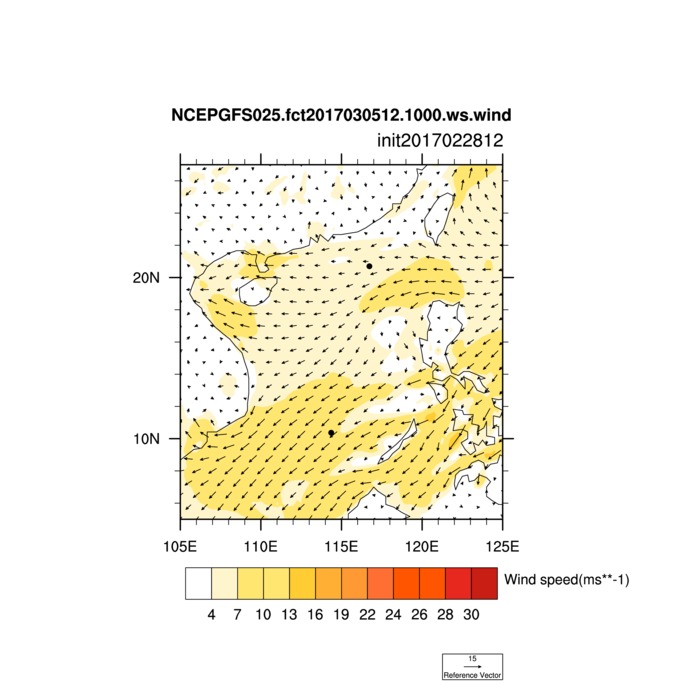 NCEPGFS025.fct2017030512.1000.ws.wind
init2017022812
20N
10N
105E 110E 115E 120E 125E
Wind speed(ms**-1)
4 7 10 13 16 19 22 24 26 28 30
15
Reference Vector